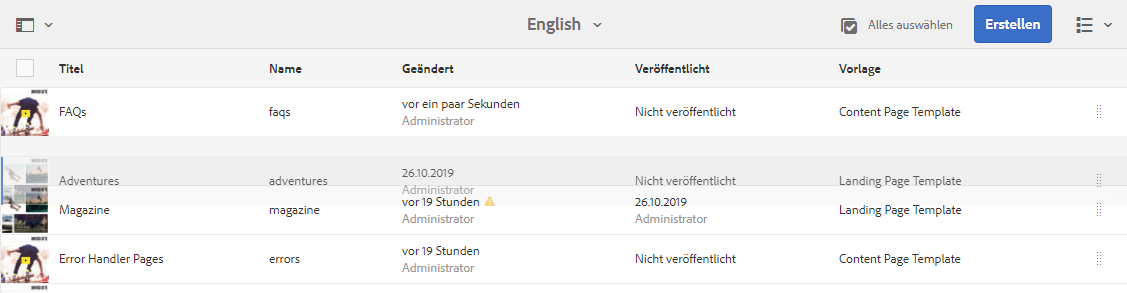 English
Alles auswählen
Erstellen
Titel Name Geändert Veröffentlicht Vorlage
FAQs faqs vor ein paar Sekunden Nicht veröffentlicht Content Page Template
Administrator
Adventures adventures 26.10.2019 Nicht veröffentlicht Landing Page Template
Administrator
Magazine magazine vor 19 Stunden 26.10.2019 Landing Page Template
Administrator Administrator
Error Handler Pages errors vor 19 Stunden Nicht veröffentlicht Content Page Template
Administrator